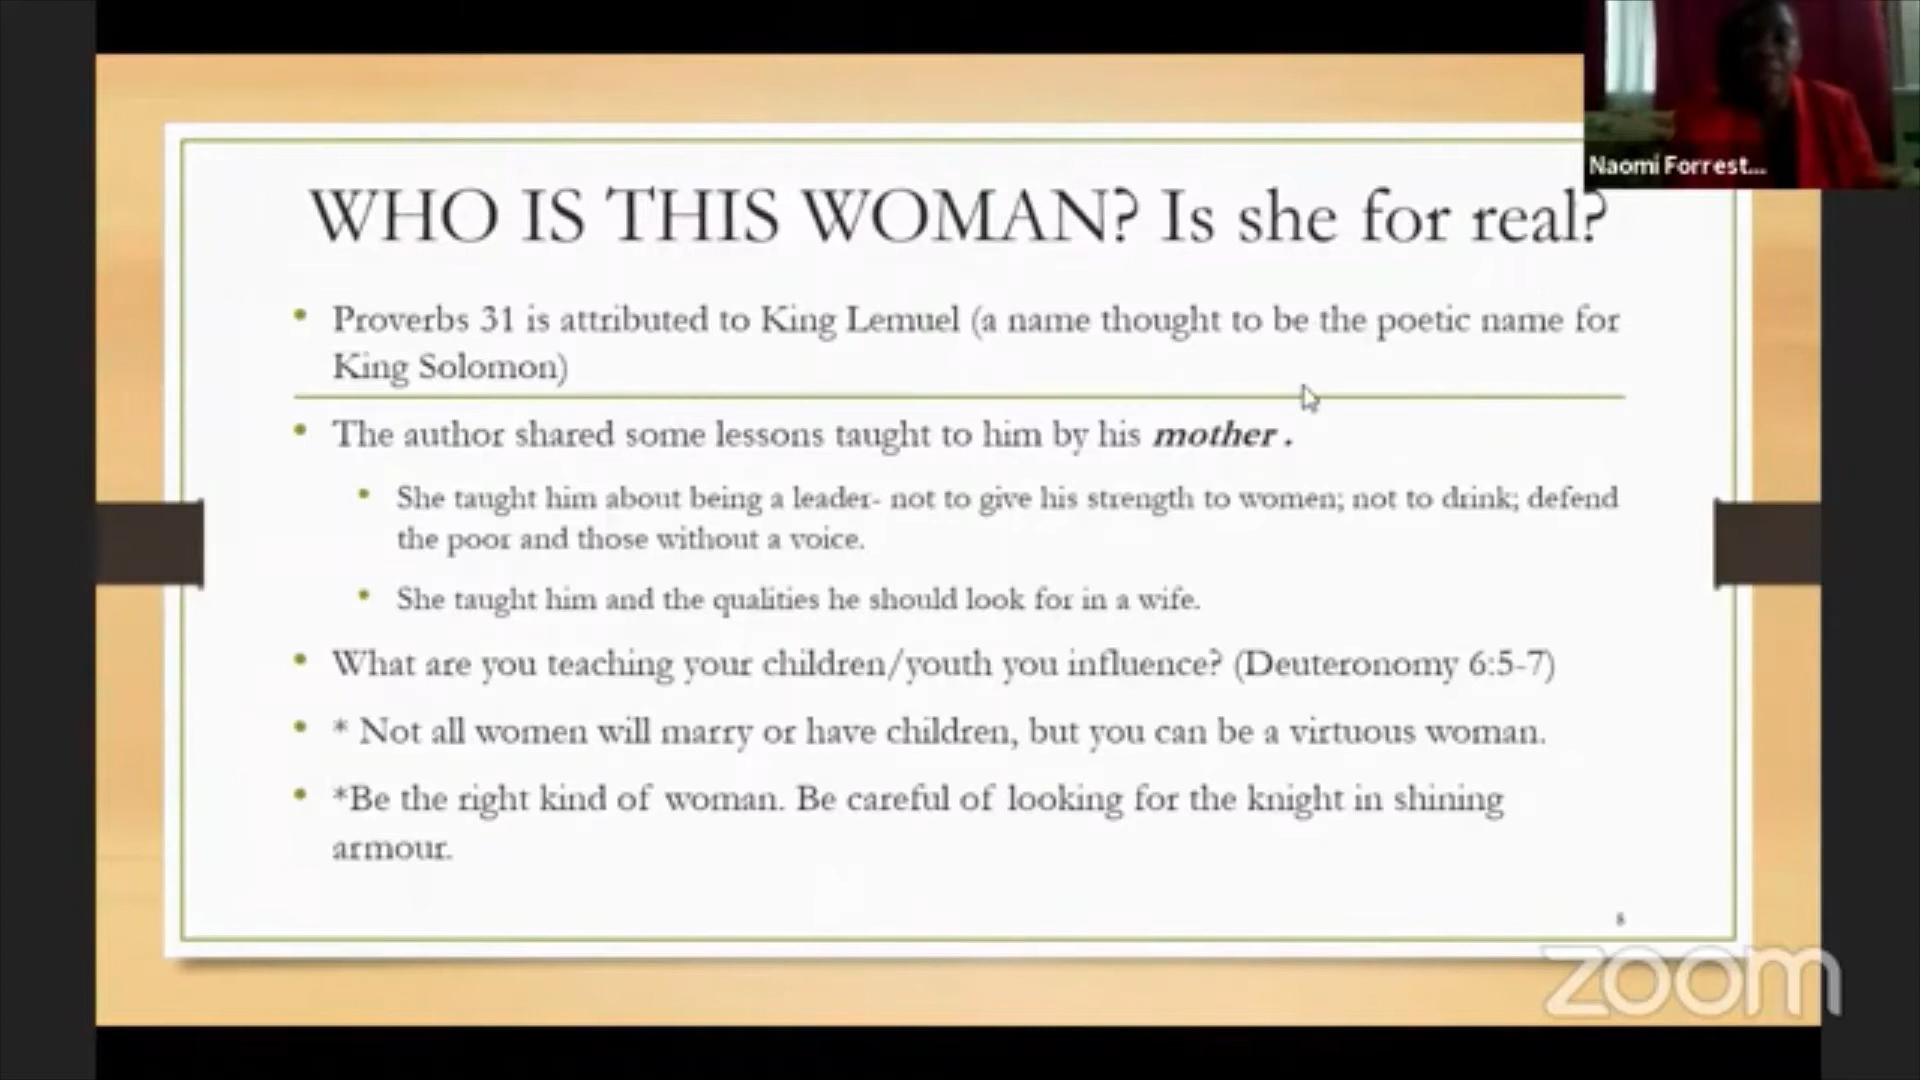 Naomi Forrest...
WHO IS THIS WOMAN? Is she for real?
• Proverbs 31 is attributed to King Lemuel (a name thought to be the poetic name for
King Solomon)
• The author shared some lessons taught to him by his mother .
• She taught him about being a leader- not to give his strength to women; not to drink; defend
the poor and those without a voice.
• She taught him and the qualities he should look for in a wife.
• What are you teaching your children/youth you influence? (Deuteronomy 6:5-7)
• * Not all women will marry or have children, but you can be a virtuous woman.
• *Be the right kind of woman. Be careful of looking for the knight in shining
armour.
8
zoom